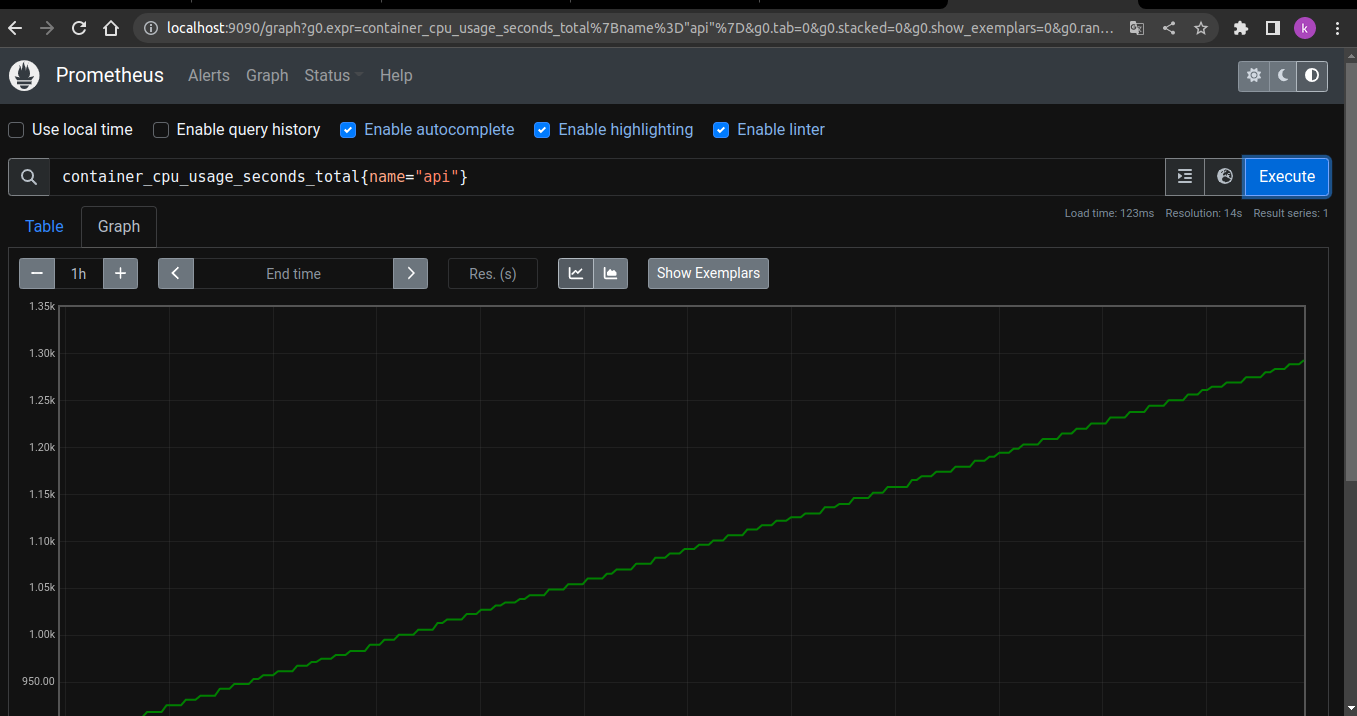 localhost:9090/graph?g0.expr=container_cpu_usage_seconds_total%7Bname%3D"api"%7D&g0.tab=0&g0.stacked=0&g0.show_exemplars=0&g0.ran... k
Prometheus Alerts Graph Status Help
Use local time Enable query history Enable autocomplete Enable highlighting Enable linter
container_cpu_usage_seconds_total{name="api"} Execute
Load time: 123ms Resolution: 14s Result series: 1
Table Graph
1h End time Res. (s) Show Exemplars
1.35k
1.30k
1.25k
1.20k
1.15k
1.10k
1.05k
1.00k
950.00